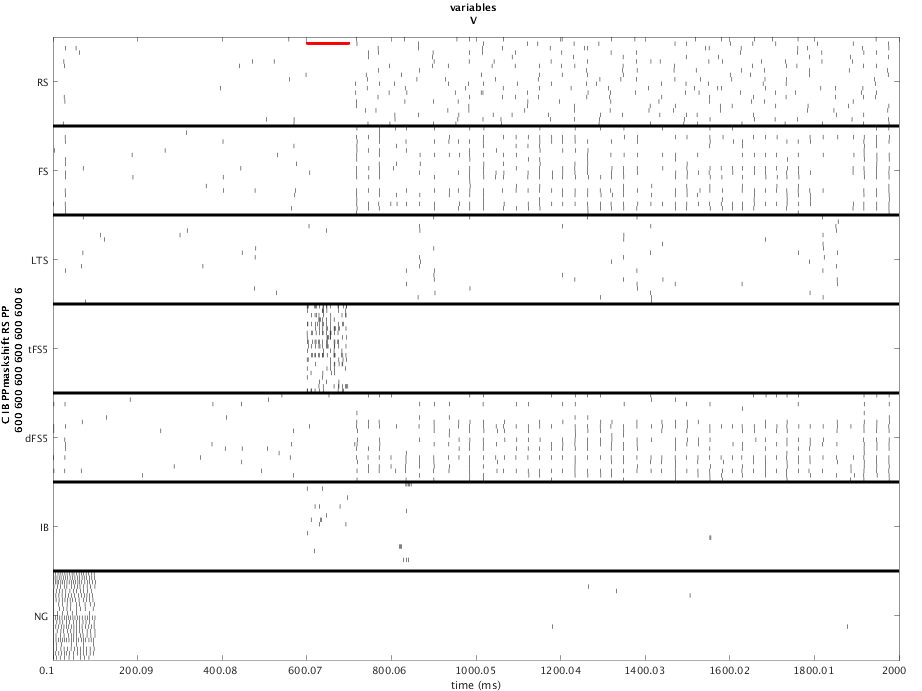 variables
V
RS
FS
LTS
tFS5
dFS5
IB
NG
C IB PPmaskshift RS PP
600 600 600 600 600 600 6
0.1 200.09 400.08 600.07 800.06 1000.05 1200.04 1400.03 1600.02 1800.01 2000
time (ms)